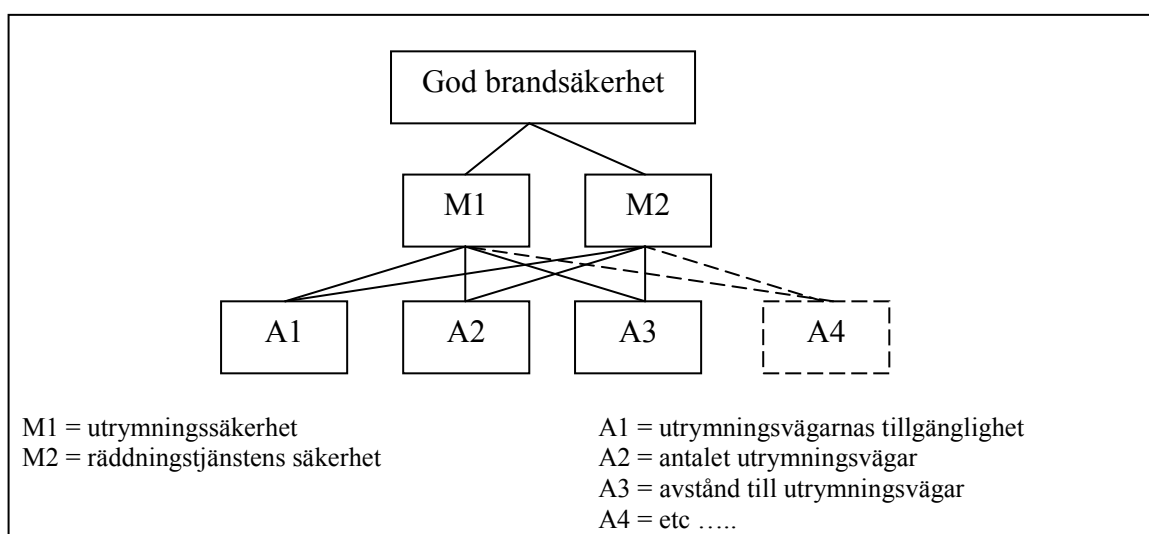 God brandsäkerhet
M1
M2
A1
A2
A3
A4
M1 = utrymningssäkerhet
M2 = räddningstjänstens säkerhet
A1 = utrymningsvägarnas tillgänglighet
A2 = antalet utrymningsvägar
A3 = avstånd till utrymningsvägar
A4 = etc …..